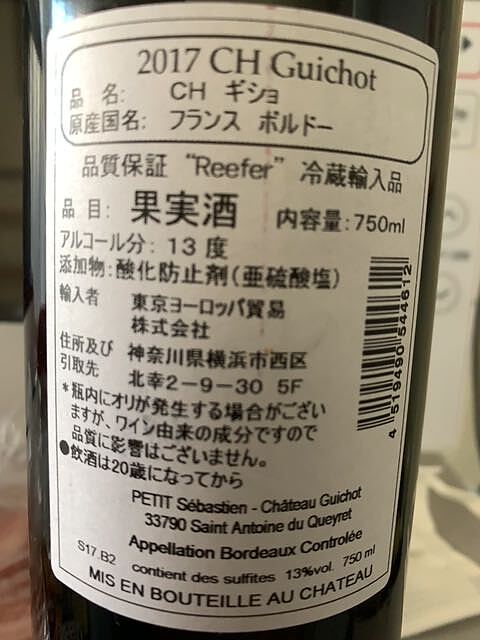 2017 CH Guichot
品 名: CH ギショ
原産国名: フランス ボルドー
品質保証 “Reefer” 冷蔵輸入品
品 目: 果実酒 内容量:750ml
アルコール分: 13 度
添加物:酸化防止剤(亜硫酸塩)
輸入者 東京ヨーロッパ貿易
株式会社
住所及び 神奈川県横浜市西区
引取先 北幸2-9-30 5F
*瓶内にオリが発生する場合がござい
ますが、ワイン由来の成分ですので
品質に影響はございません。
●飲酒は20歳になってから
4 519490 544612
PETIT Sébastien - Château Guichot
33790 Saint Antoine du Queyret
Appellation Bordeaux Controlée
S17.B2 contient des sulfites 13%vol. 750 ml
MIS EN BOUTEILLE AU CHATEAU